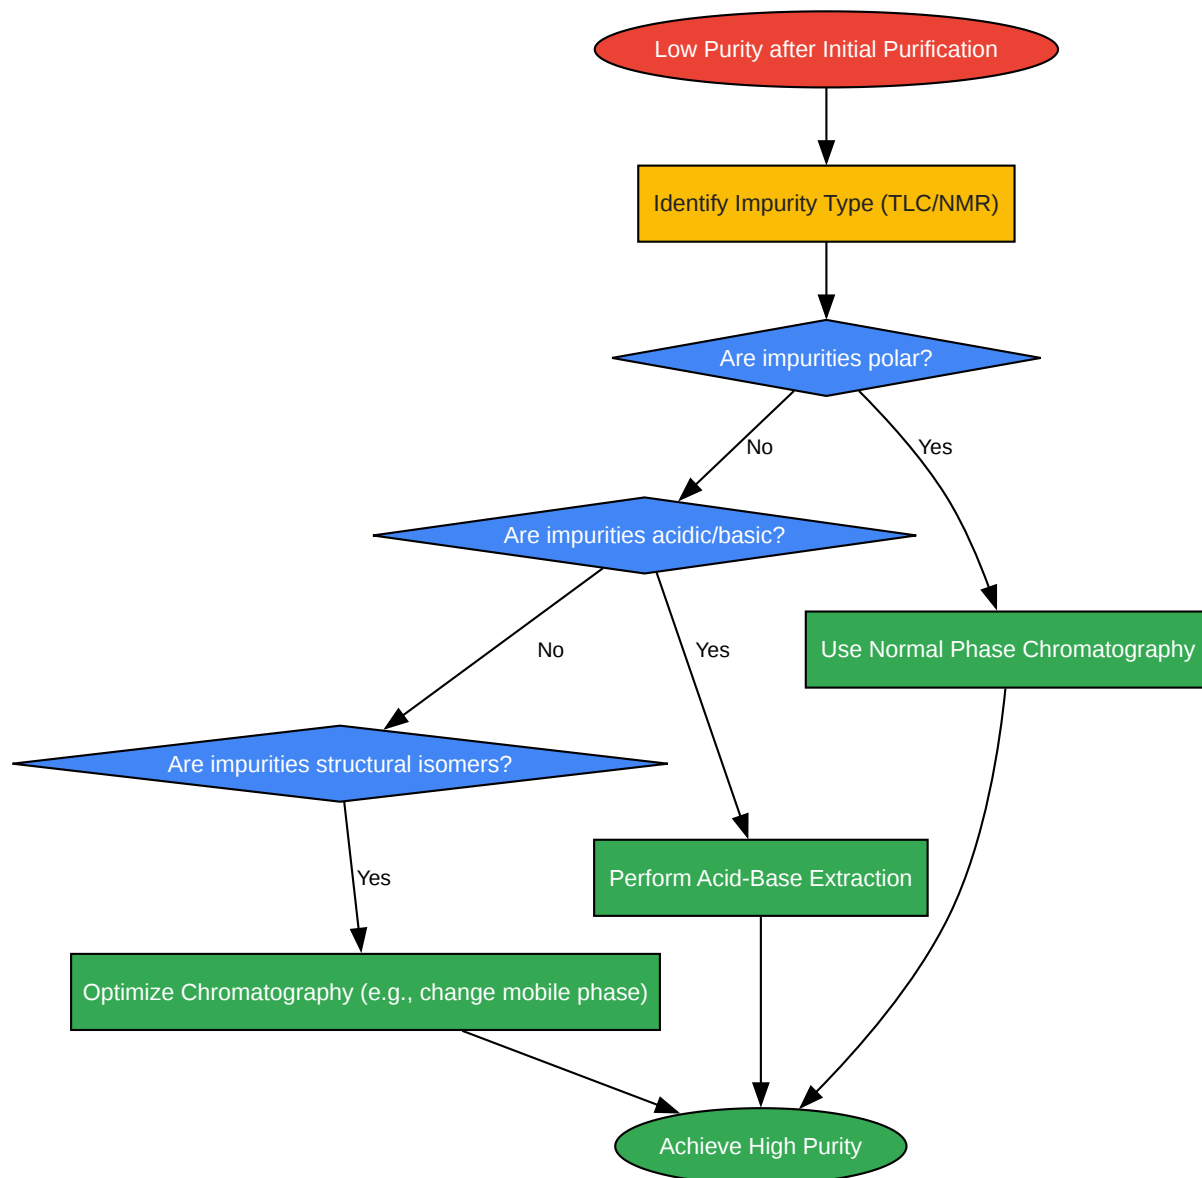 Low Purity after Initial Purification
Identify Impurity Type (TLC/NMR)
Are impurities polar?
No
Yes
Are impurities acidic/basic?
No
Yes
Use Normal Phase Chromatography
Are impurities structural isomers?
Yes
Perform Acid-Base Extraction
Optimize Chromatography (e.g., change mobile phase)
Achieve High Purity